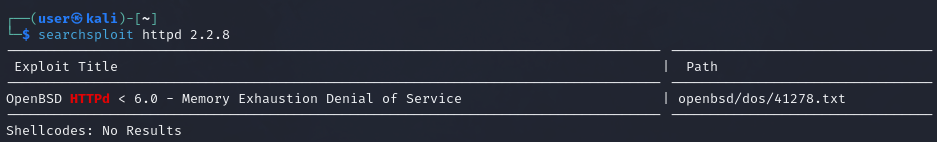 ┌──(user㉿kali)-[~]
└─$ searchsploit httpd 2.2.8
Exploit Title | Path
OpenBSD HTTPd < 6.0 - Memory Exhaustion Denial of Service | openbsd/dos/41278.txt
Shellcodes: No Results